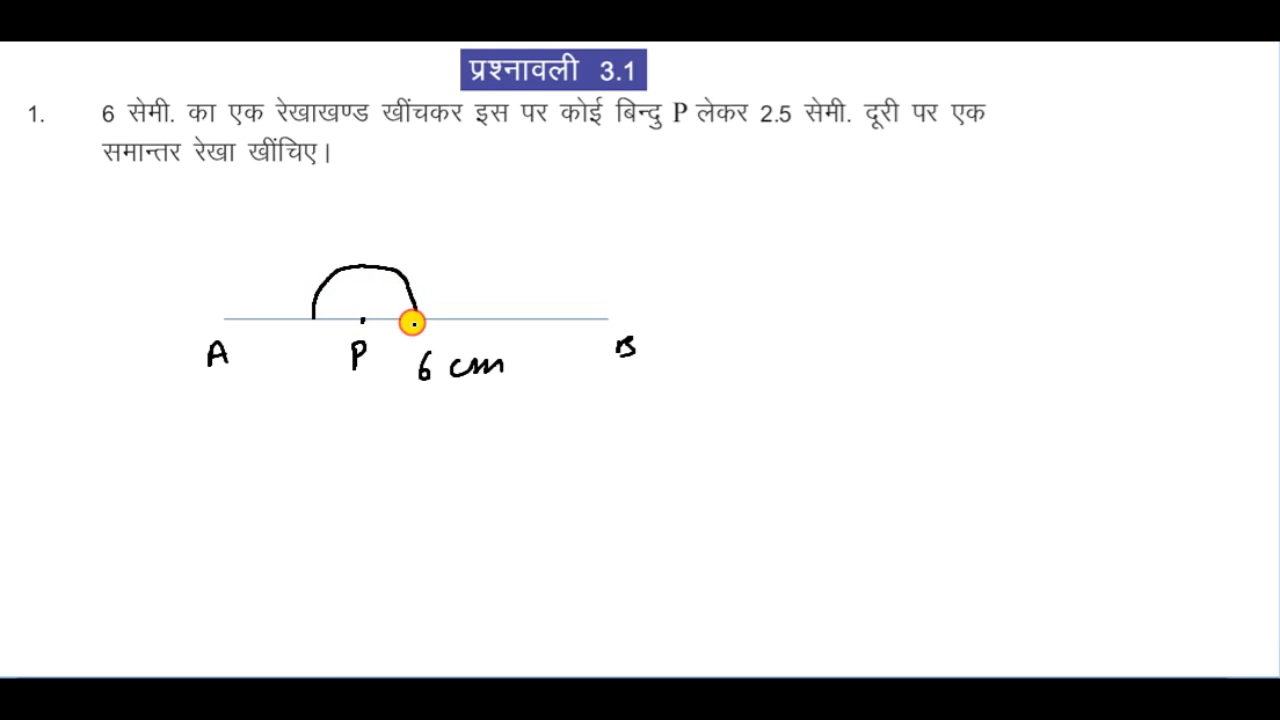 प्रश्नावली 3.1
1. 6 सेमी. का एक रेखाखण्ड खींचकर इस पर कोई बिन्दु P लेकर 2.5 सेमी. दूरी पर एक
समान्तर रेखा खींचिए।
A P 6 cm B